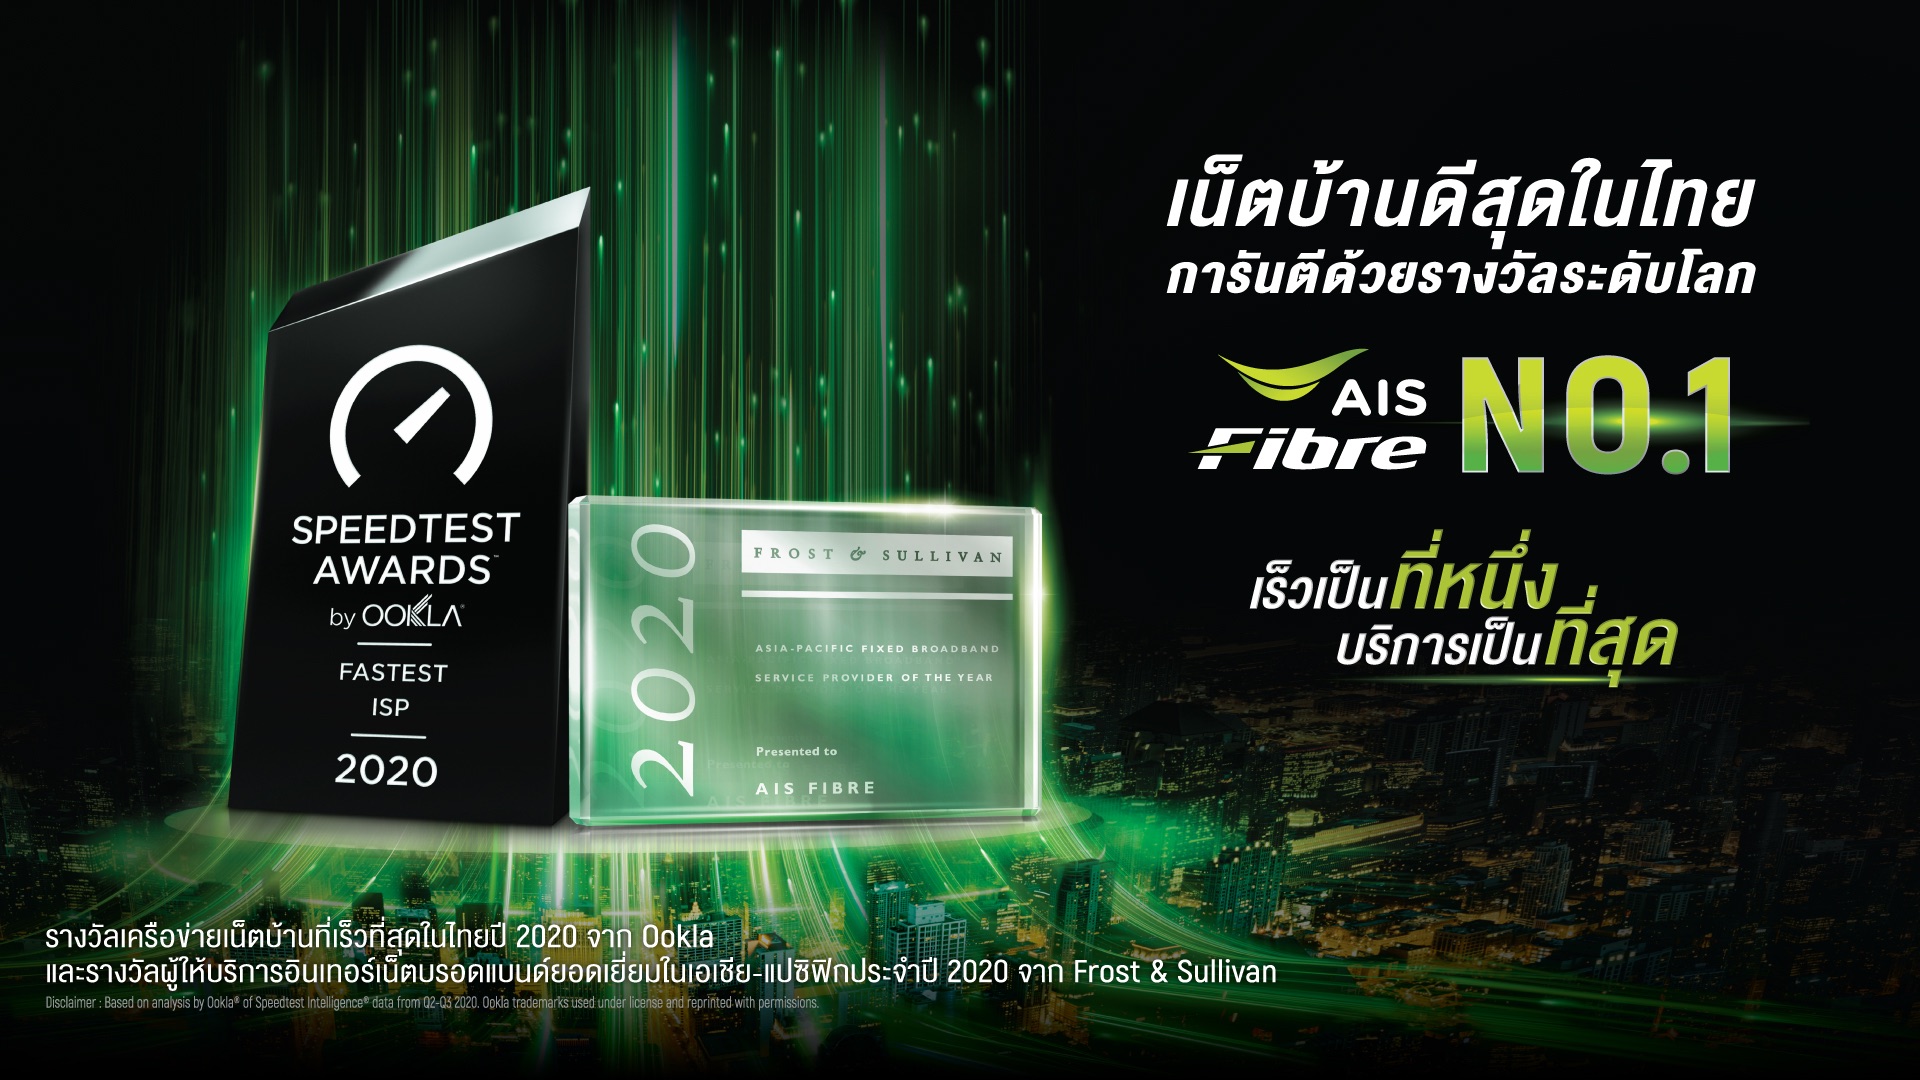 SPEEDTEST
AWARDS™
by OOKLA®
FASTEST
ISP
2020
2020
FROST & SULLIVAN
ASIA-PACIFIC FIXED BROADBAND
SERVICE PROVIDER OF THE YEAR
Presented to
AIS FIBRE
เน็ตบ้านดีสุดในไทย
การันตีด้วยรางวัลระดับโลก
AIS
Fibre
NO.1
เร็วเป็นที่หนึ่ง
บริการเป็นที่สุด
รางวัลเครือข่ายเน็ตบ้านที่เร็วที่สุดในไทยปี 2020 จาก Ookla
และรางวัลผู้ให้บริการอินเทอร์เน็ตบรอดแบนด์ยอดเยี่ยมในเอเชีย-แปซิฟิกประจำปี 2020 จาก Frost & Sullivan
Disclaimer : Based on analysis by Ookla® of Speedtest Intelligence® data from Q2-Q3 2020. Ookla trademarks used under license and reprinted with permissions.